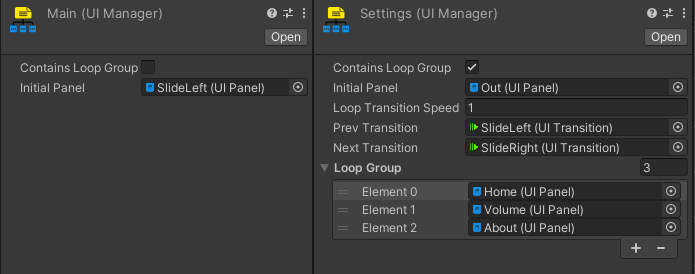 Main (UI Manager)
Open
Contains Loop Group
Initial Panel SlideLeft (UI Panel)
Settings (UI Manager)
Open
Contains Loop Group
Initial Panel Out (UI Panel)
Loop Transition Speed 1
Prev Transition SlideLeft (UI Transition)
Next Transition SlideRight (UI Transition)
Loop Group 3
Element 0 Home (UI Panel)
Element 1 Volume (UI Panel)
Element 2 About (UI Panel)